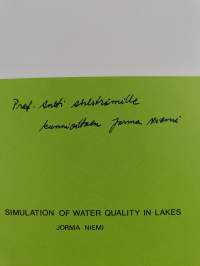 Prof. Antti Ahlströmille
kunnioittaen Jorma Niemi
SIMULATION OF WATER QUALITY IN LAKES
JORMA NIEMI